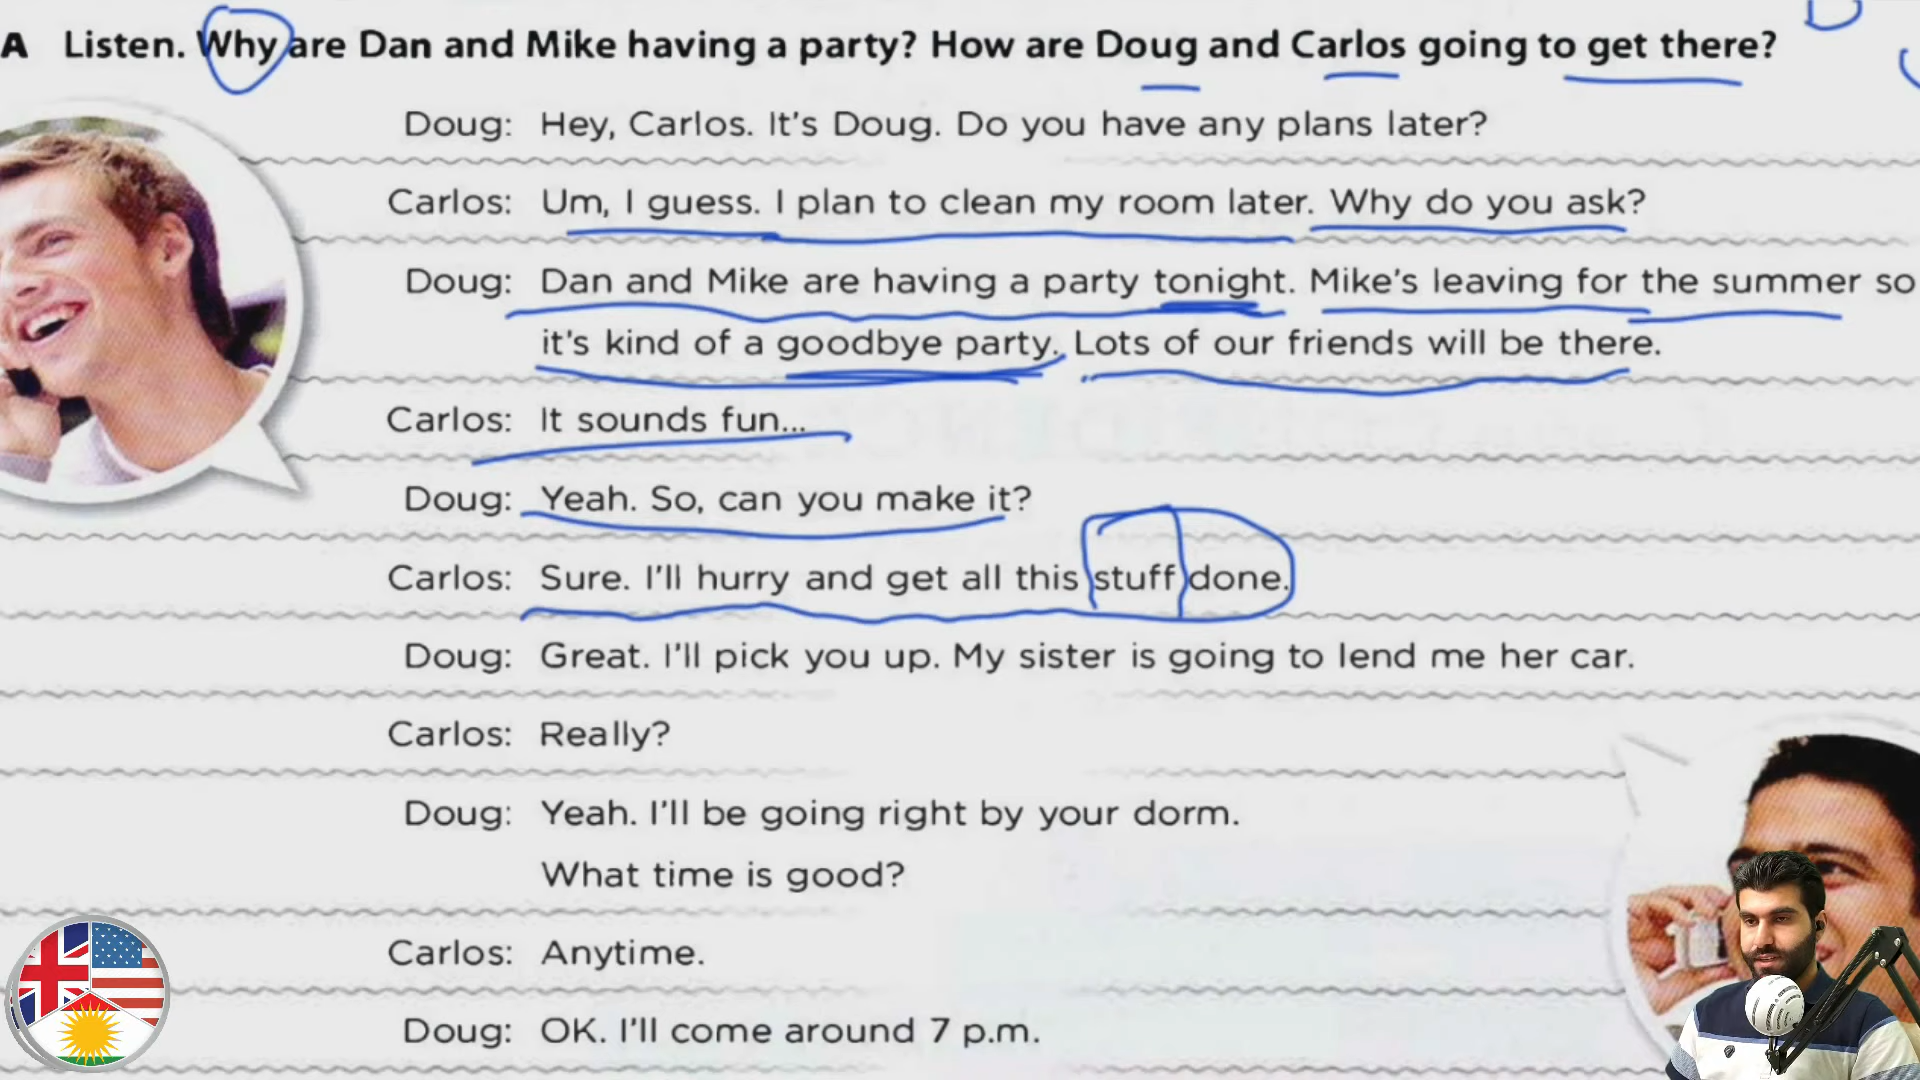 A Listen. Why are Dan and Mike having a party? How are Doug and Carlos going to get there?
Doug: Hey, Carlos. It's Doug. Do you have any plans later?
Carlos: Um, I guess. I plan to clean my room later. Why do you ask?
Doug: Dan and Mike are having a party tonight. Mike's leaving for the summer so
it's kind of a goodbye party. Lots of our friends will be there.
Carlos: It sounds fun...
Doug: Yeah. So, can you make it?
Carlos: Sure. I'll hurry and get all this stuff done.
Doug: Great. I'll pick you up. My sister is going to lend me her car.
Carlos: Really?
Doug: Yeah. I'll be going right by your dorm.
What time is good?
Carlos: Anytime.
Doug: OK. I'll come around 7 p.m.